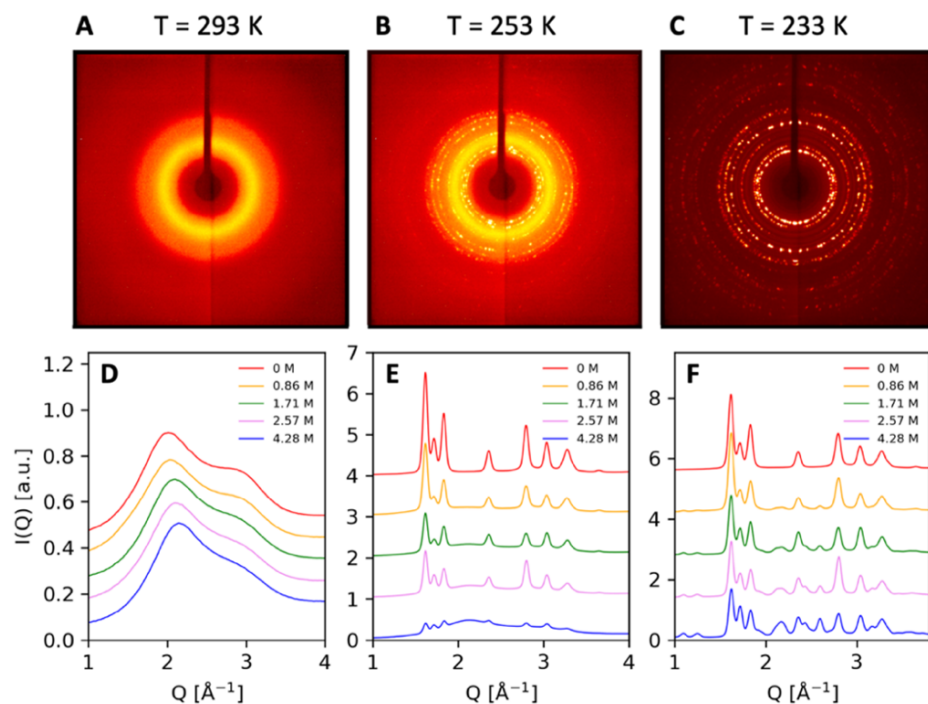 A T = 293 K
B T = 253 K
C T = 233 K
D
0 M
0.86 M
1.71 M
2.57 M
4.28 M
1.2
1.0
0.8
0.6
0.4
0.2
0.0
I(Q) [a.u.]
1 2 3 4
Q [Å⁻¹]
E
0 M
0.86 M
1.71 M
2.57 M
4.28 M
7
6
5
4
3
2
1
0
1 2 3 4
Q [Å⁻¹]
F
0 M
0.86 M
1.71 M
2.57 M
4.28 M
8
6
4
2
0
1 2 3
Q [Å⁻¹]